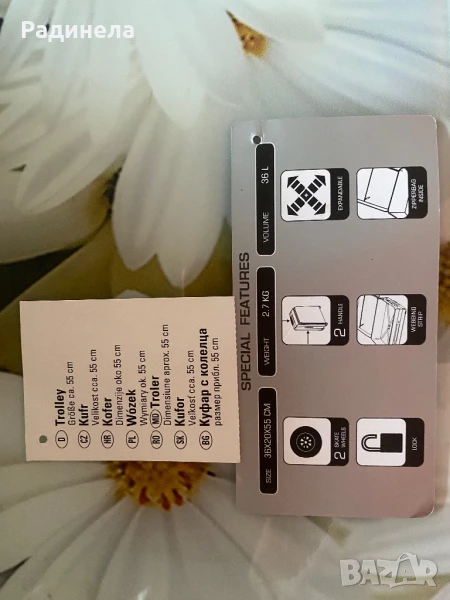 Радинела
SPECIAL FEATURES
SIZE 36X20X55 CM
WEIGHT 2.7 KG
VOLUME 36 L
2 SKATE WHEELS
2 HANDLE
EXPANDABLE
LOCK
WEBBING STRIP
ZIPPERBAG INSIDE
D Trolley
Größe ca. 55 cm
CZ Kufr
Velikost cca. 55 cm
HR Kofer
Dimenzije oko 55 cm
PL Wózek
Wymiary ok. 55 cm
RO MD Troler
Dimensiune aprox. 55 cm
SK Kufor
Veľkosť cca. 55 cm
BG Куфар с колелца
размер прибл. 55 cm
BAZAR